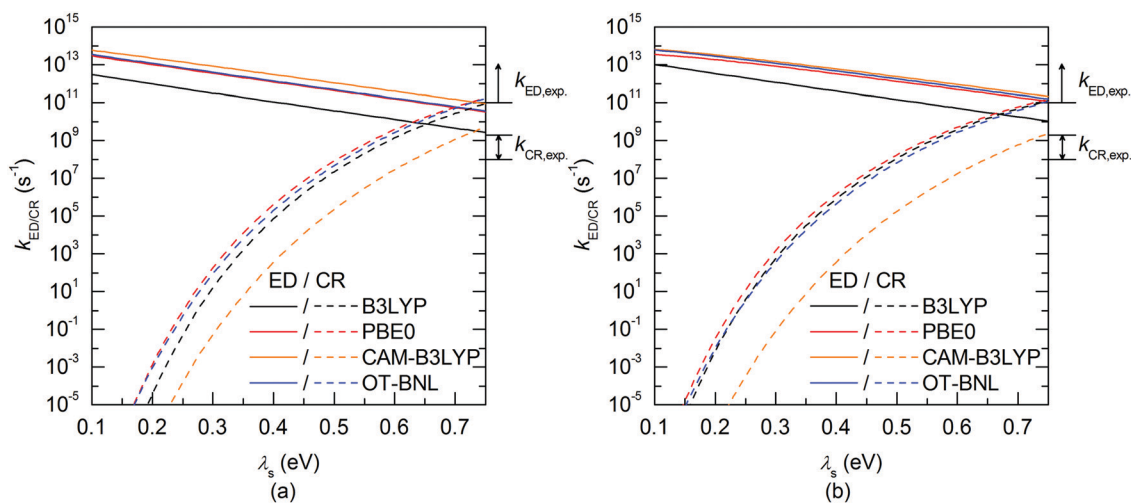 10^15
10^13
10^11
10^9
10^7
10^5
10^3
10^1
10^-1
10^-3
10^-5
k_ED/CR (s^-1)
k_ED,exp.
k_CR,exp.
ED / CR
/ B3LYP
/ PBE0
/ CAM-B3LYP
/ OT-BNL
0.1 0.2 0.3 0.4 0.5 0.6 0.7
λ_s (eV)
(a)
10^15
10^13
10^11
10^9
10^7
10^5
10^3
10^1
10^-1
10^-3
10^-5
k_ED/CR (s^-1)
k_ED,exp.
k_CR,exp.
ED / CR
/ B3LYP
/ PBE0
/ CAM-B3LYP
/ OT-BNL
0.1 0.2 0.3 0.4 0.5 0.6 0.7
λ_s (eV)
(b)